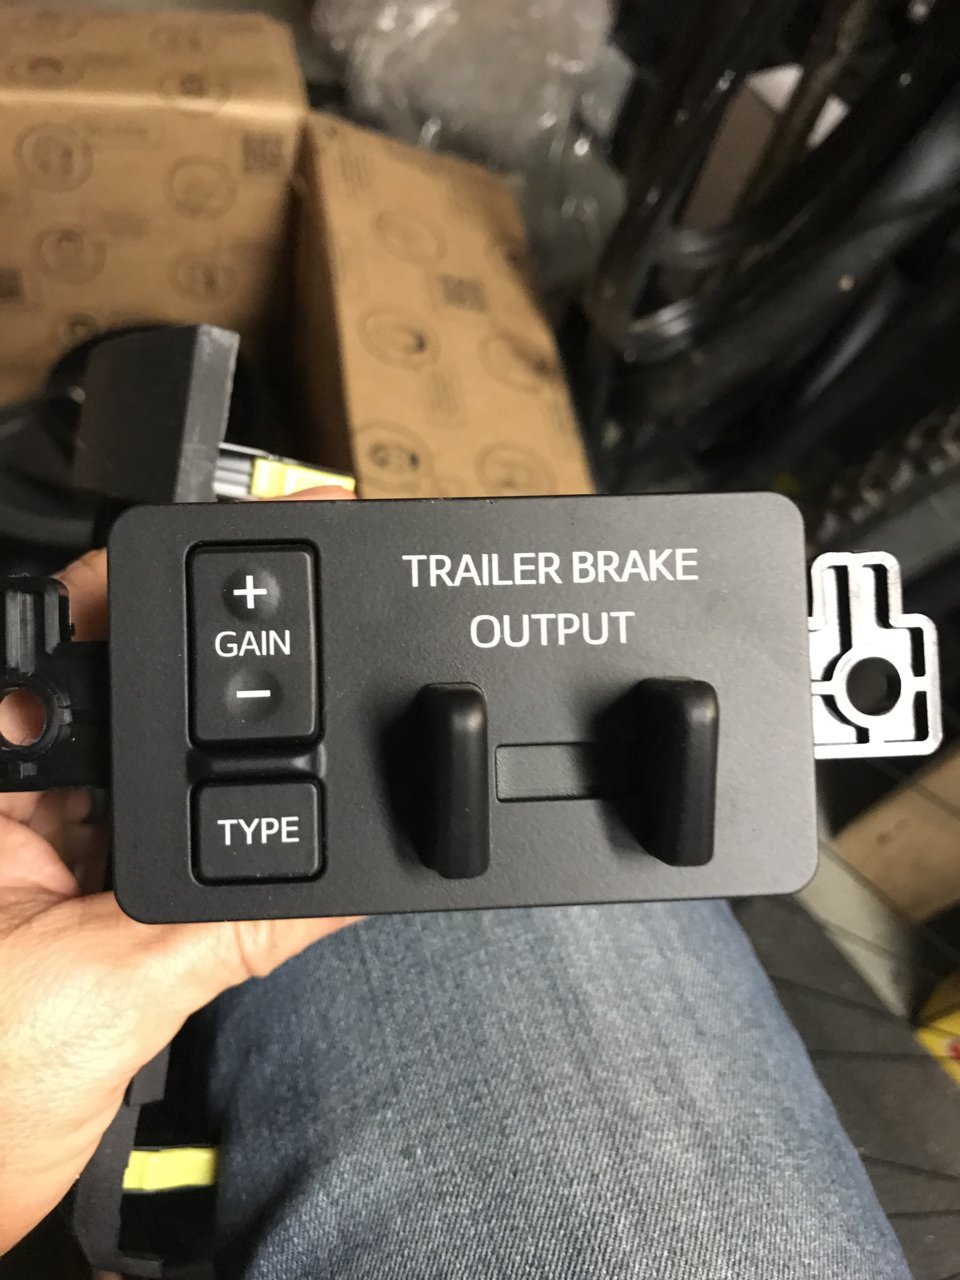 TRAILER BRAKE
OUTPUT
+
GAIN
−
TYPE